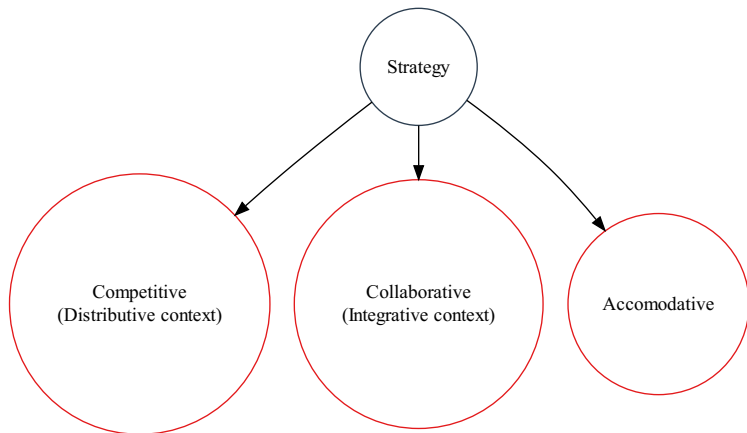 Strategy
Competitive
(Distributive context)
Collaborative
(Integrative context)
Accomodative